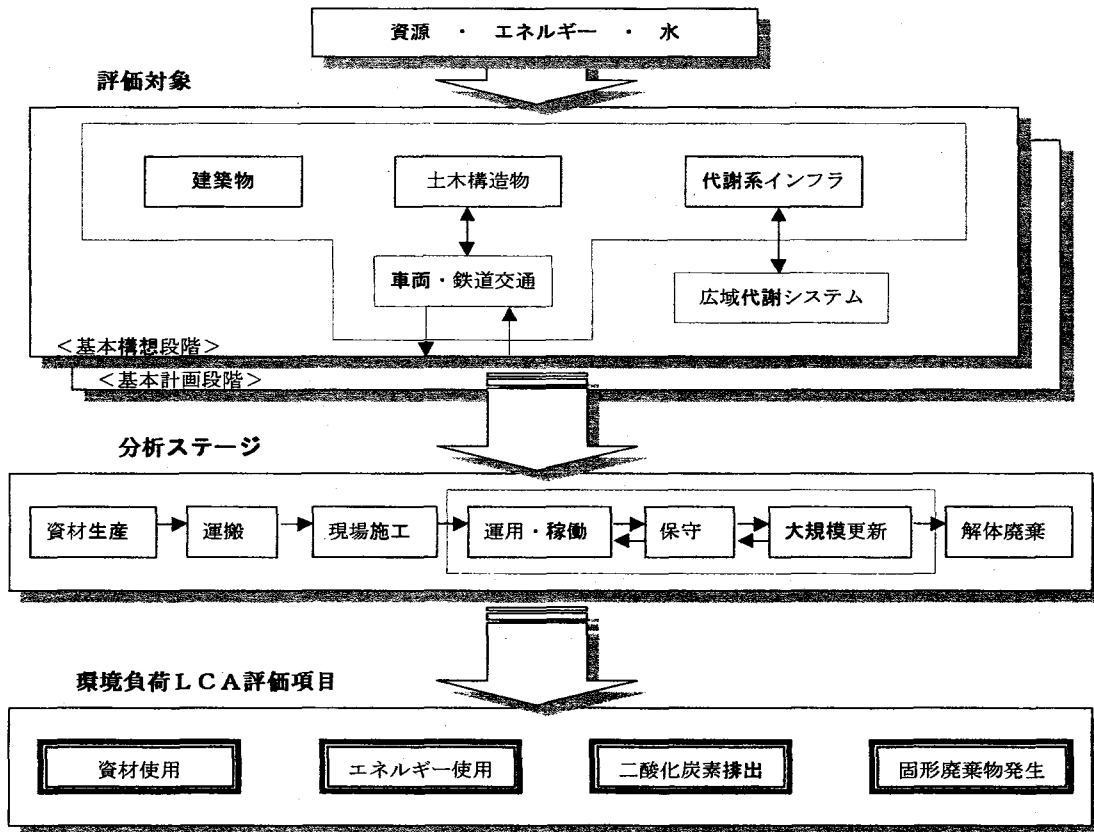 資源 ・ エネルギー ・ 水
評価対象
建築物
土木構造物
代謝系インフラ
車両・鉄道交通
広域代謝システム
＜基本構想段階＞
＜基本計画段階＞
分析ステージ
資材生産
運搬
現場施工
運用・稼働
保守
大規模更新
解体廃棄
環境負荷ＬＣＡ評価項目
資材使用
エネルギー使用
二酸化炭素排出
固形廃棄物発生